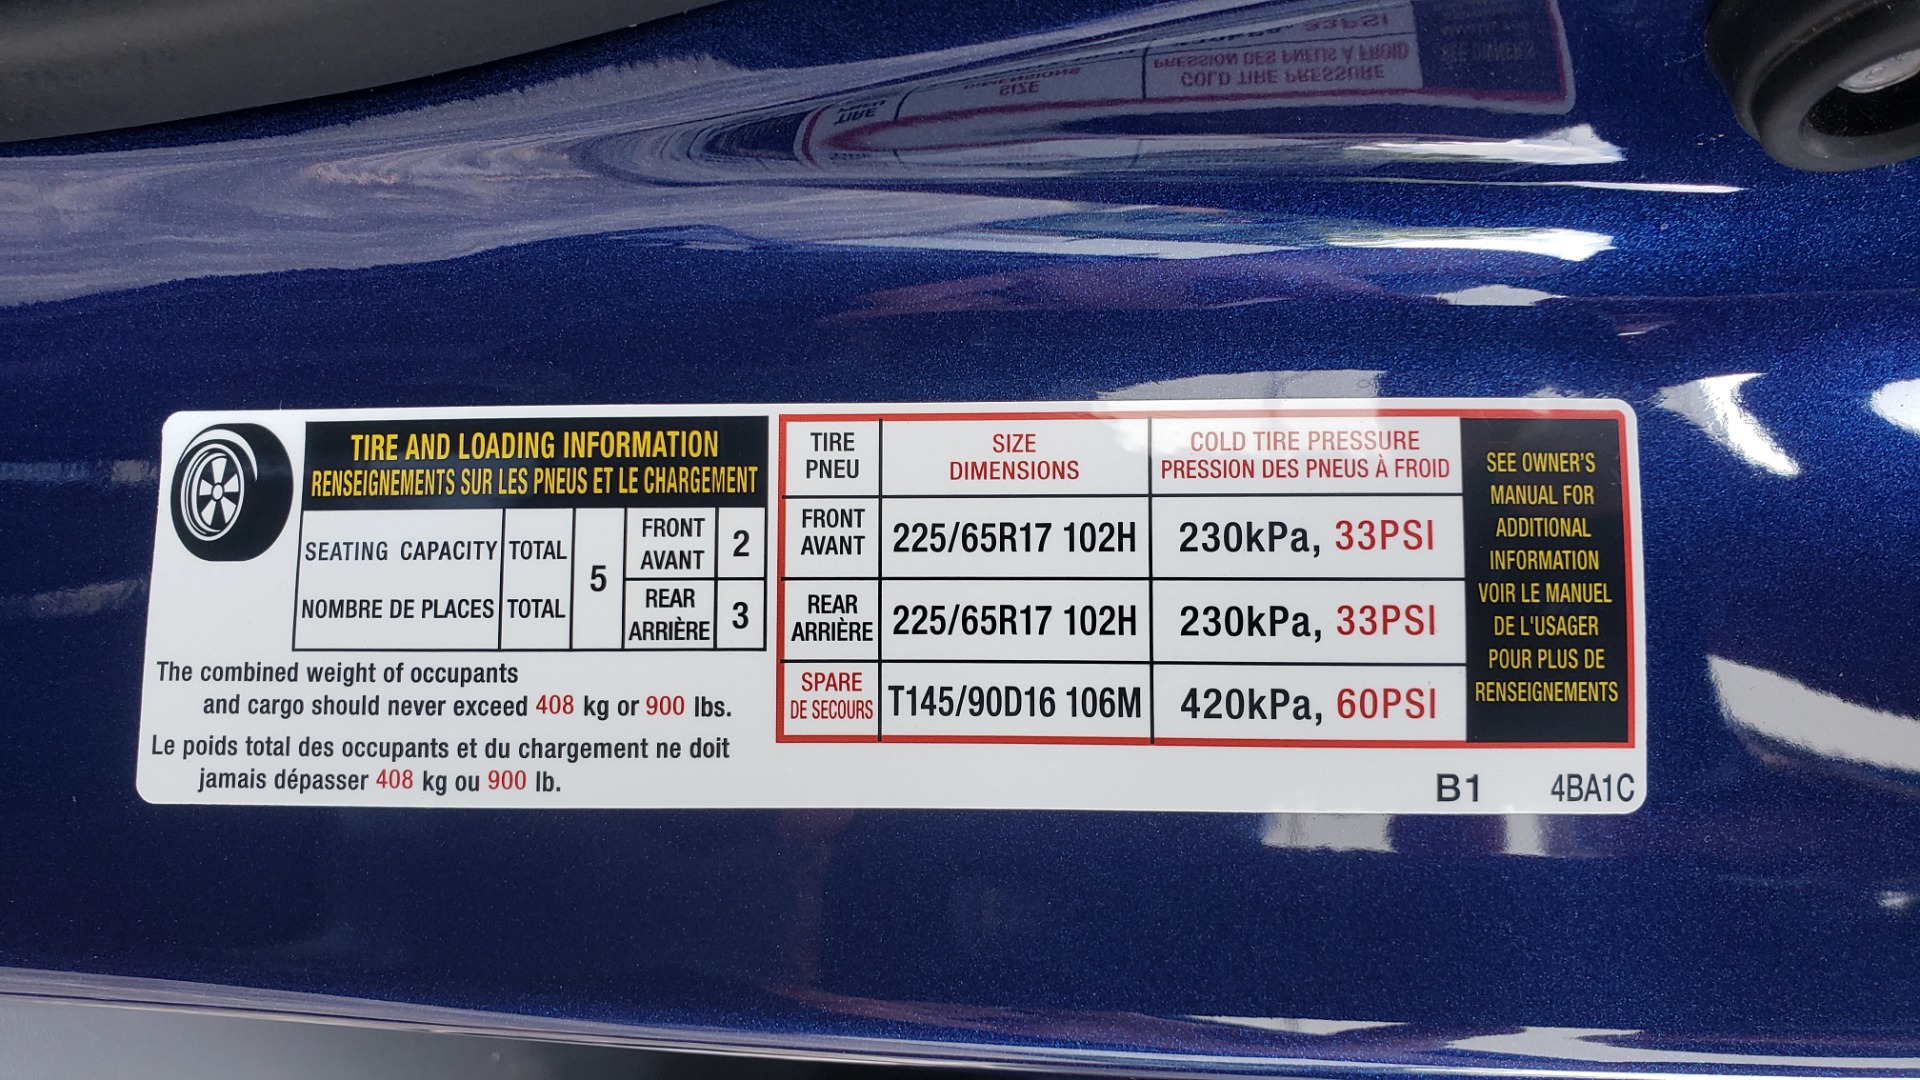 TIRE AND LOADING INFORMATION
RENSEIGNEMENTS SUR LES PNEUS ET LE CHARGEMENT
SEATING CAPACITY TOTAL
NOMBRE DE PLACES TOTAL
5
FRONT
AVANT
2
REAR
ARRIÈRE
3
The combined weight of occupants
and cargo should never exceed 408 kg or 900 lbs.
Le poids total des occupants et du chargement ne doit
jamais dépasser 408 kg ou 900 lb.
TIRE
PNEU
SIZE
DIMENSIONS
COLD TIRE PRESSURE
PRESSION DES PNEUS À FROID
FRONT
AVANT
225/65R17 102H
230kPa, 33PSI
REAR
ARRIÈRE
225/65R17 102H
230kPa, 33PSI
SPARE
DE SECOURS
T145/90D16 106M
420kPa, 60PSI
SEE OWNER'S
MANUAL FOR
ADDITIONAL
INFORMATION
VOIR LE MANUEL
DE L'USAGER
POUR PLUS DE
RENSEIGNEMENTS
B1 4BA1C